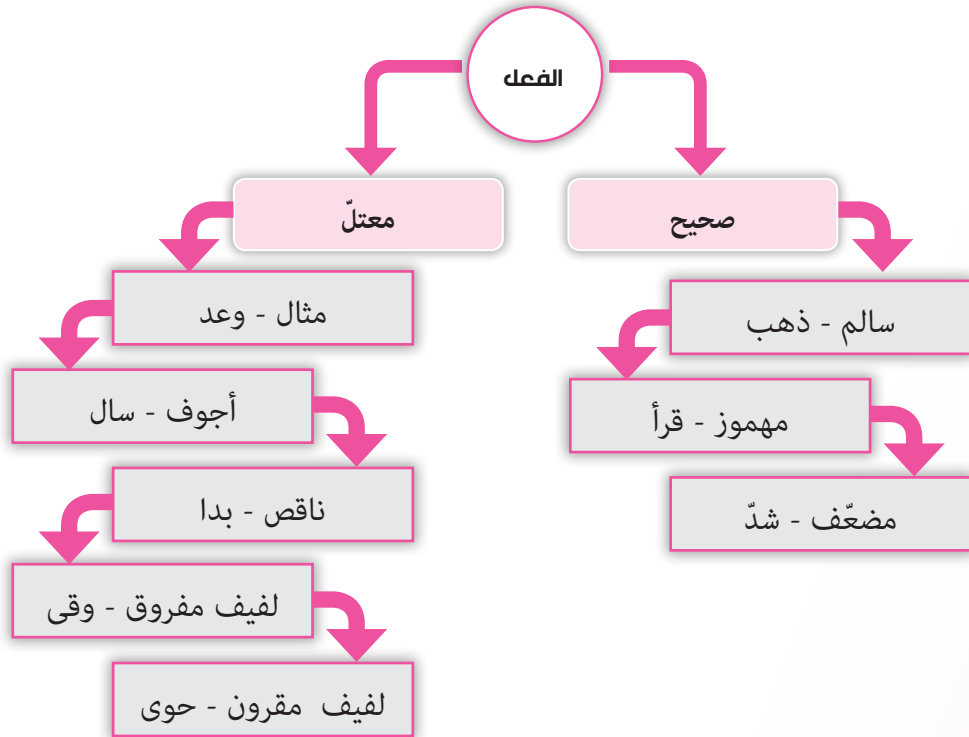 الفعل
صحيح
معتلّ
سالم - ذهب
مهموز - قرأ
مضعّف - شدّ
مثال - وعد
أجوف - سال
ناقص - بدا
لفيف مفروق - وقى
لفيف مقرون - حوى